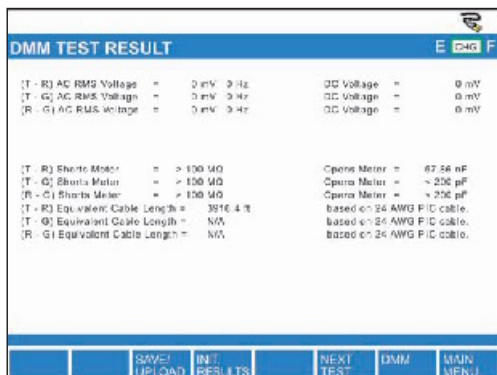 DMM TEST RESULT E CHG F
(T - R) AC RMS Voltage = 0 mV 0 Hz DC Voltage = 0 mV
(T - G) AC RMS Voltage = 0 mV 0 Hz DC Voltage = 0 mV
(R - G) AC RMS Voltage = 0 mV 0 Hz DC Voltage = 0 mV
(T - R) Shorts Meter = > 100 MΩ Opens Meter = 67.86 nF
(T - G) Shorts Meter = > 100 MΩ Opens Meter = < 200 pF
(R - G) Shorts Meter = > 100 MΩ Opens Meter = < 200 pF
(T - R) Equivalent Cable Length = 3916.4 ft based on 24 AWG PIC cable.
(T - G) Equivalent Cable Length = N/A based on 24 AWG PIC cable.
(R - G) Equivalent Cable Length = N/A based on 24 AWG PIC cable.
SAVE/ INIT. NEXT DMM MAIN
UPLOAD RESULTS TEST MENU